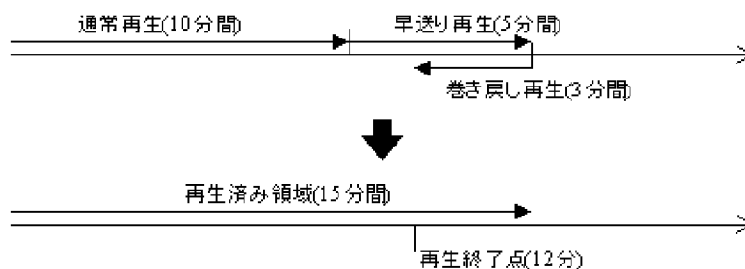 通常再生(10分間)
早送り再生(5分間)
巻き戻し再生(3分間)
再生済み領域(15分間)
再生終了点(12分)